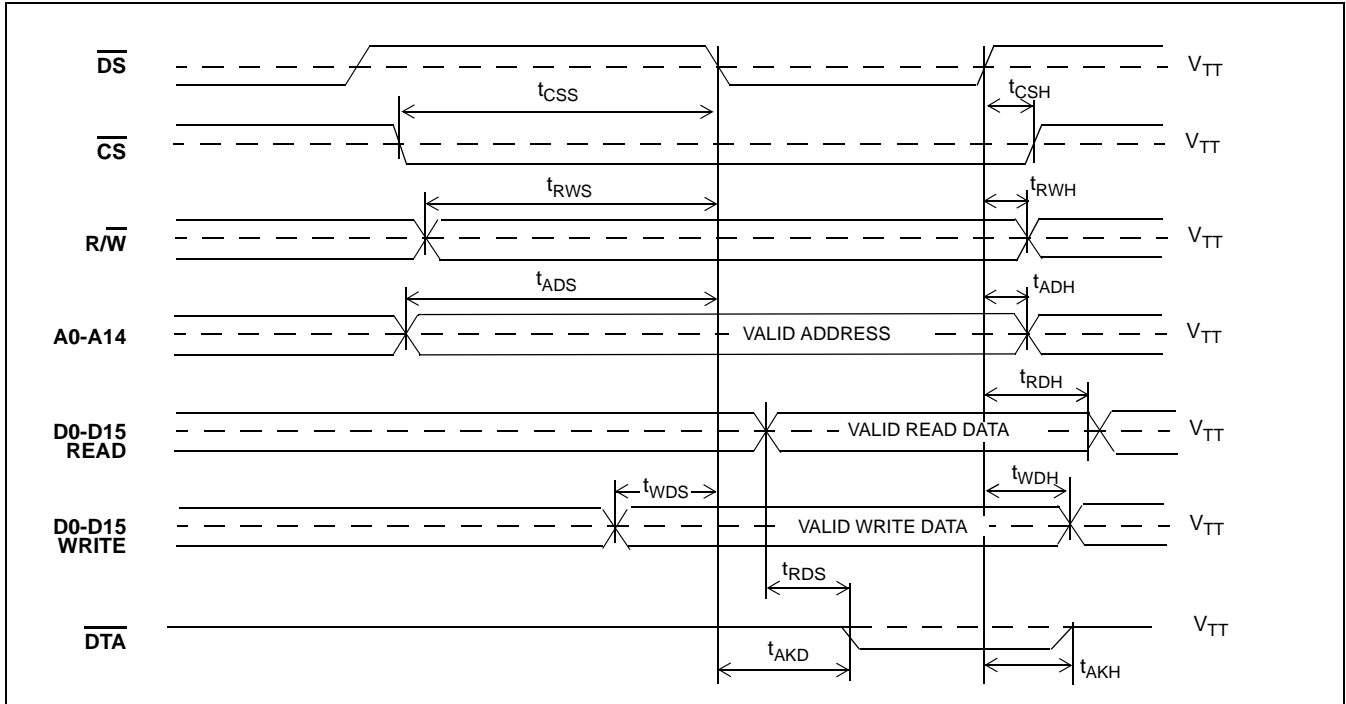 DS
VTT
tCSS
tCSH
CS
VTT
tRWS
tRWH
R/W
VTT
tADS
tADH
A0-A14
VALID ADDRESS
VTT
tRDH
D0-D15
READ
VALID READ DATA
VTT
tWDS
tWDH
D0-D15
WRITE
VALID WRITE DATA
VTT
tRDS
DTA
VTT
tAKD
tAKH